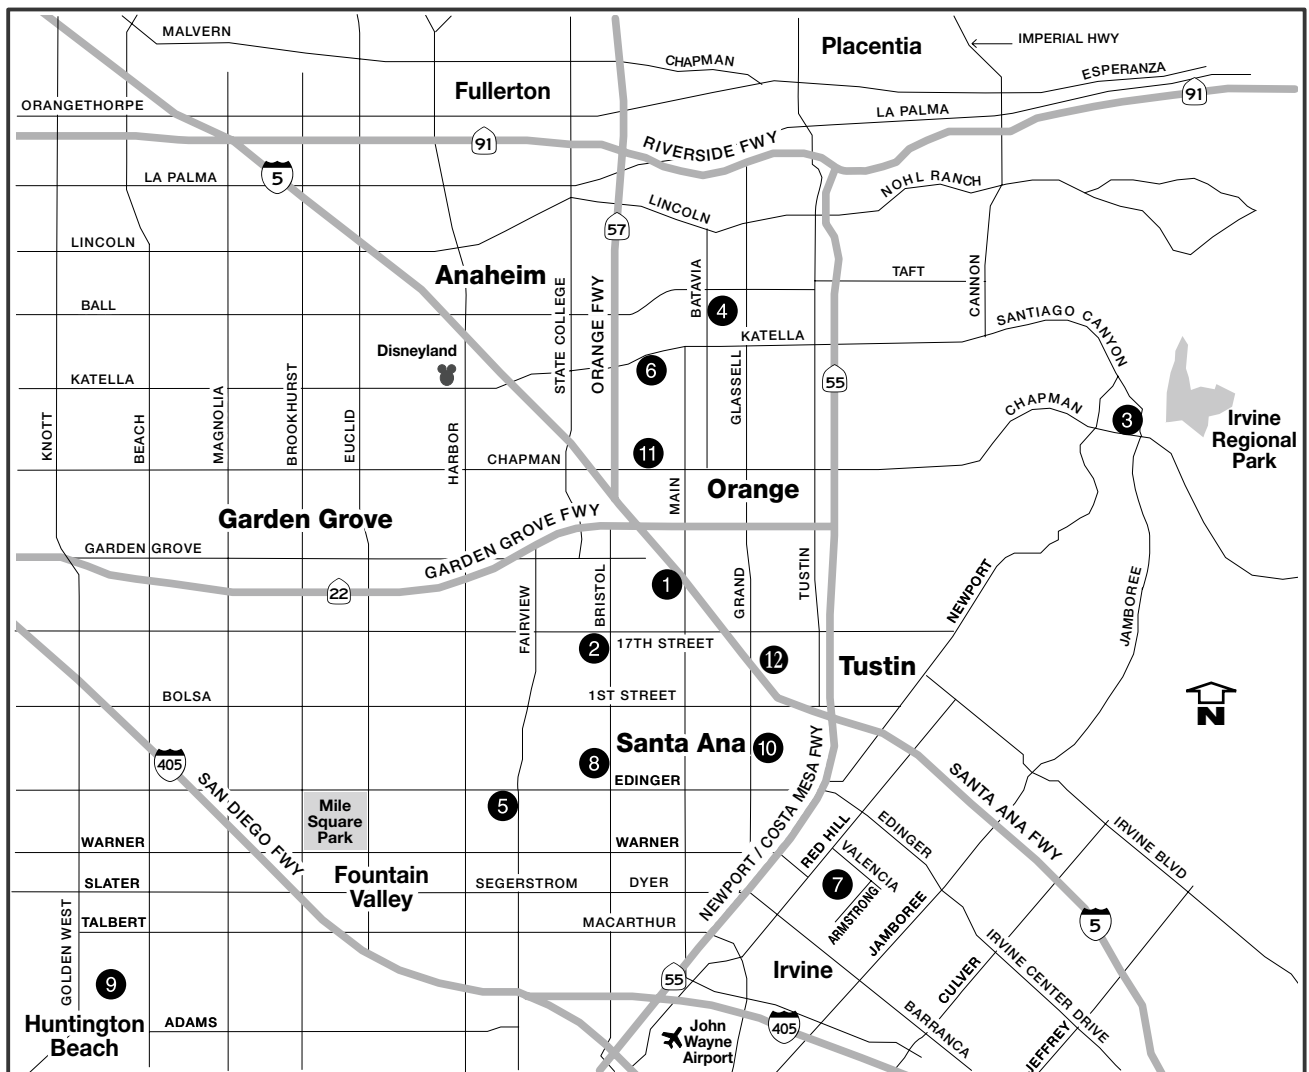 MALVERN
CHAPMAN
Placentia
IMPERIAL HWY
ESPERANZA
Fullerton
ORANGETHORPE
LA PALMA
91
91
RIVERSIDE FWY
LA PALMA
5
NOHL RANCH
LINCOLN
57
LINCOLN
Anaheim
BALL
STATE COLLEGE
ORANGE FWY
BATAVIA
4
TAFT
CANNON
SANTIAGO CANYON
KATELLA
Disneyland
KATELLA
6
GLASSELL
55
KNOTT
BEACH
MAGNOLIA
BROOKHURST
EUCLID
HARBOR
CHAPMAN
3
Irvine
Regional
Park
11
CHAPMAN
MAIN
Orange
Garden Grove
GARDEN GROVE FWY
GARDEN GROVE
22
FAIRVIEW
BRISTOL
1
GRAND
TUSTIN
NEWPORT
JAMBOREE
2
17TH STREET
12
Tustin
BOLSA
1ST STREET
N
Santa Ana
10
405
SAN DIEGO FWY
8
EDINGER
NEWPORT / COSTA MESA FWY
SANTA ANA FWY
Mile
Square
Park
5
WARNER
WARNER
RED HILL
EDINGER
IRVINE BLVD
VALENCIA
7
ARMSTRONG
JAMBOREE
SLATER
Fountain
Valley
SEGERSTROM
DYER
TALBERT
MACARTHUR
5
GOLDEN WEST
9
55
Irvine
CULVER
IRVINE CENTER DRIVE
Huntington
Beach
ADAMS
John
Wayne
Airport
405
BARRANCA
JEFFREY